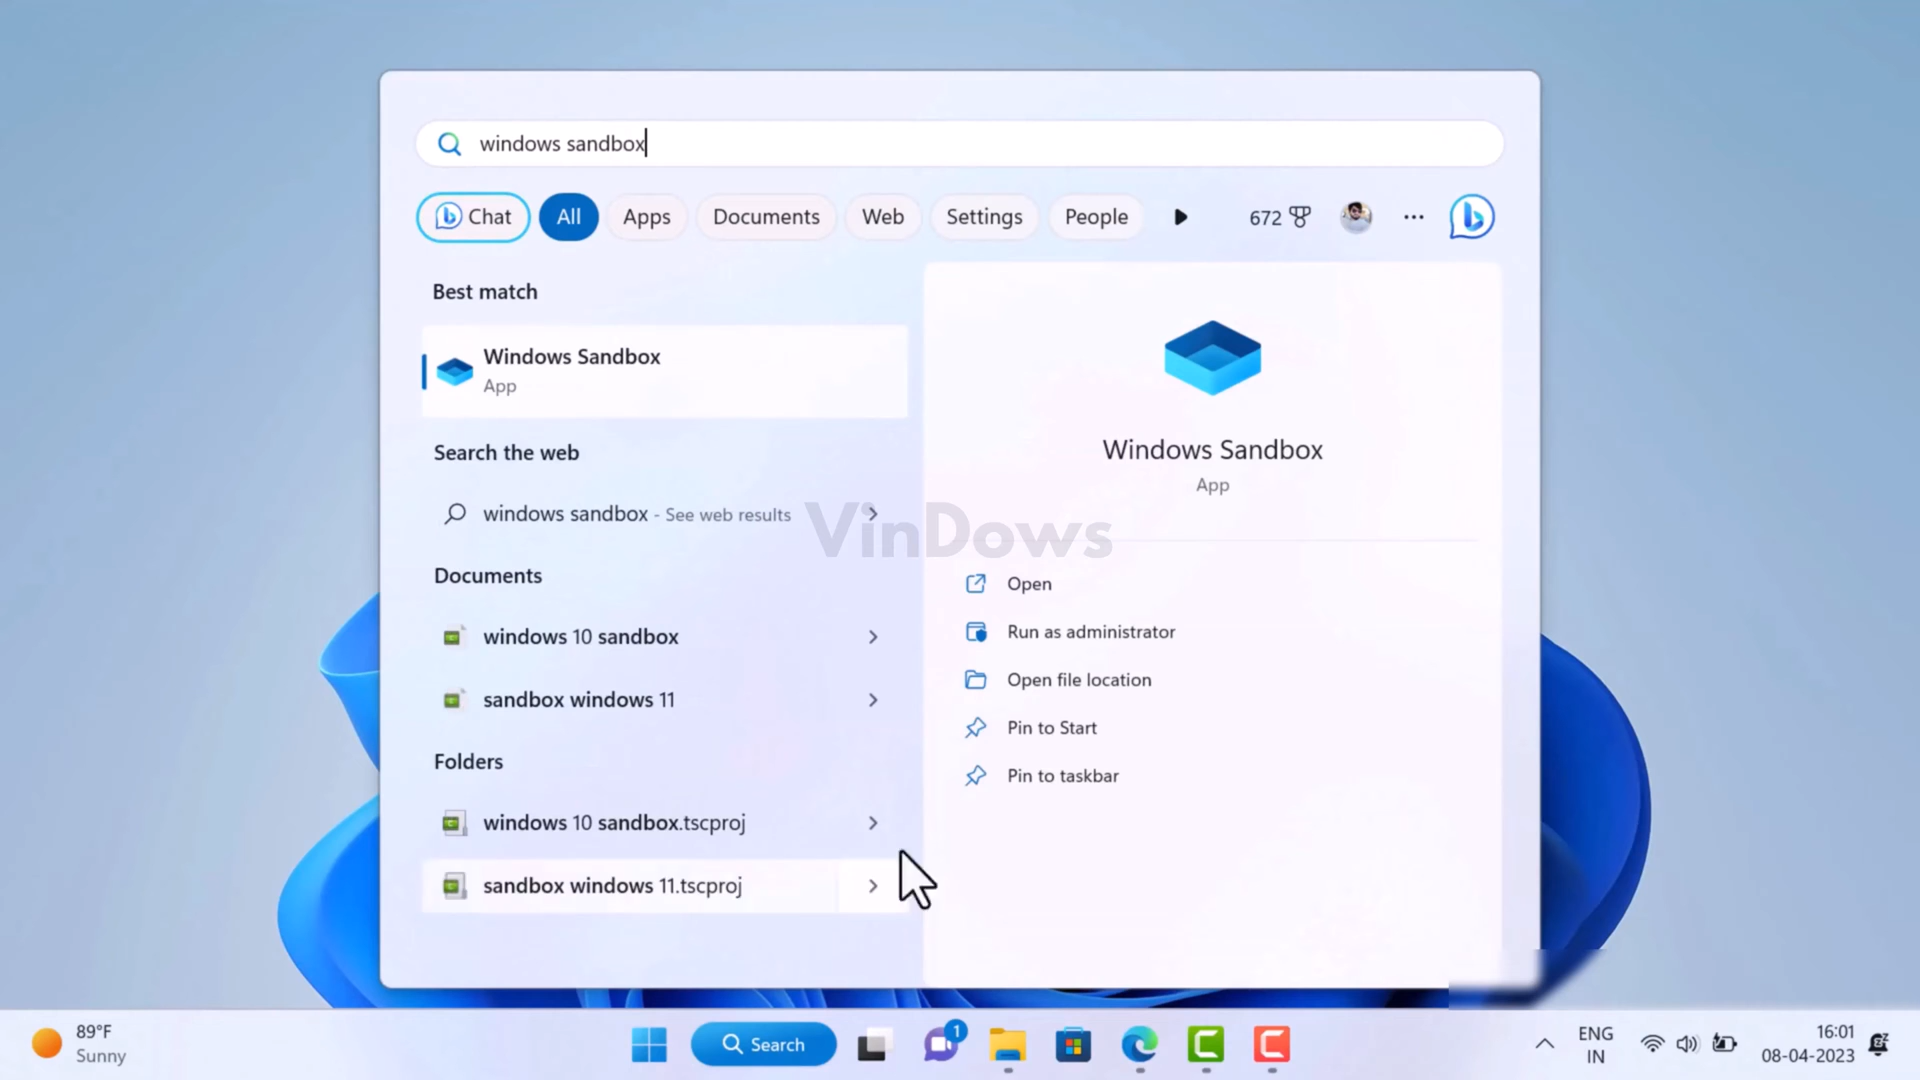 windows sandbox
Chat
All
Apps
Documents
Web
Settings
People
672
Best match
Windows Sandbox
App
Search the web
windows sandbox - See web results
Documents
windows 10 sandbox
sandbox windows 11
Folders
windows 10 sandbox.tscproj
sandbox windows 11.tscproj
Windows Sandbox
App
VinDows
Open
Run as administrator
Open file location
Pin to Start
Pin to taskbar
89°F
Sunny
Search
1
ENG
IN
16:01
08-04-2023